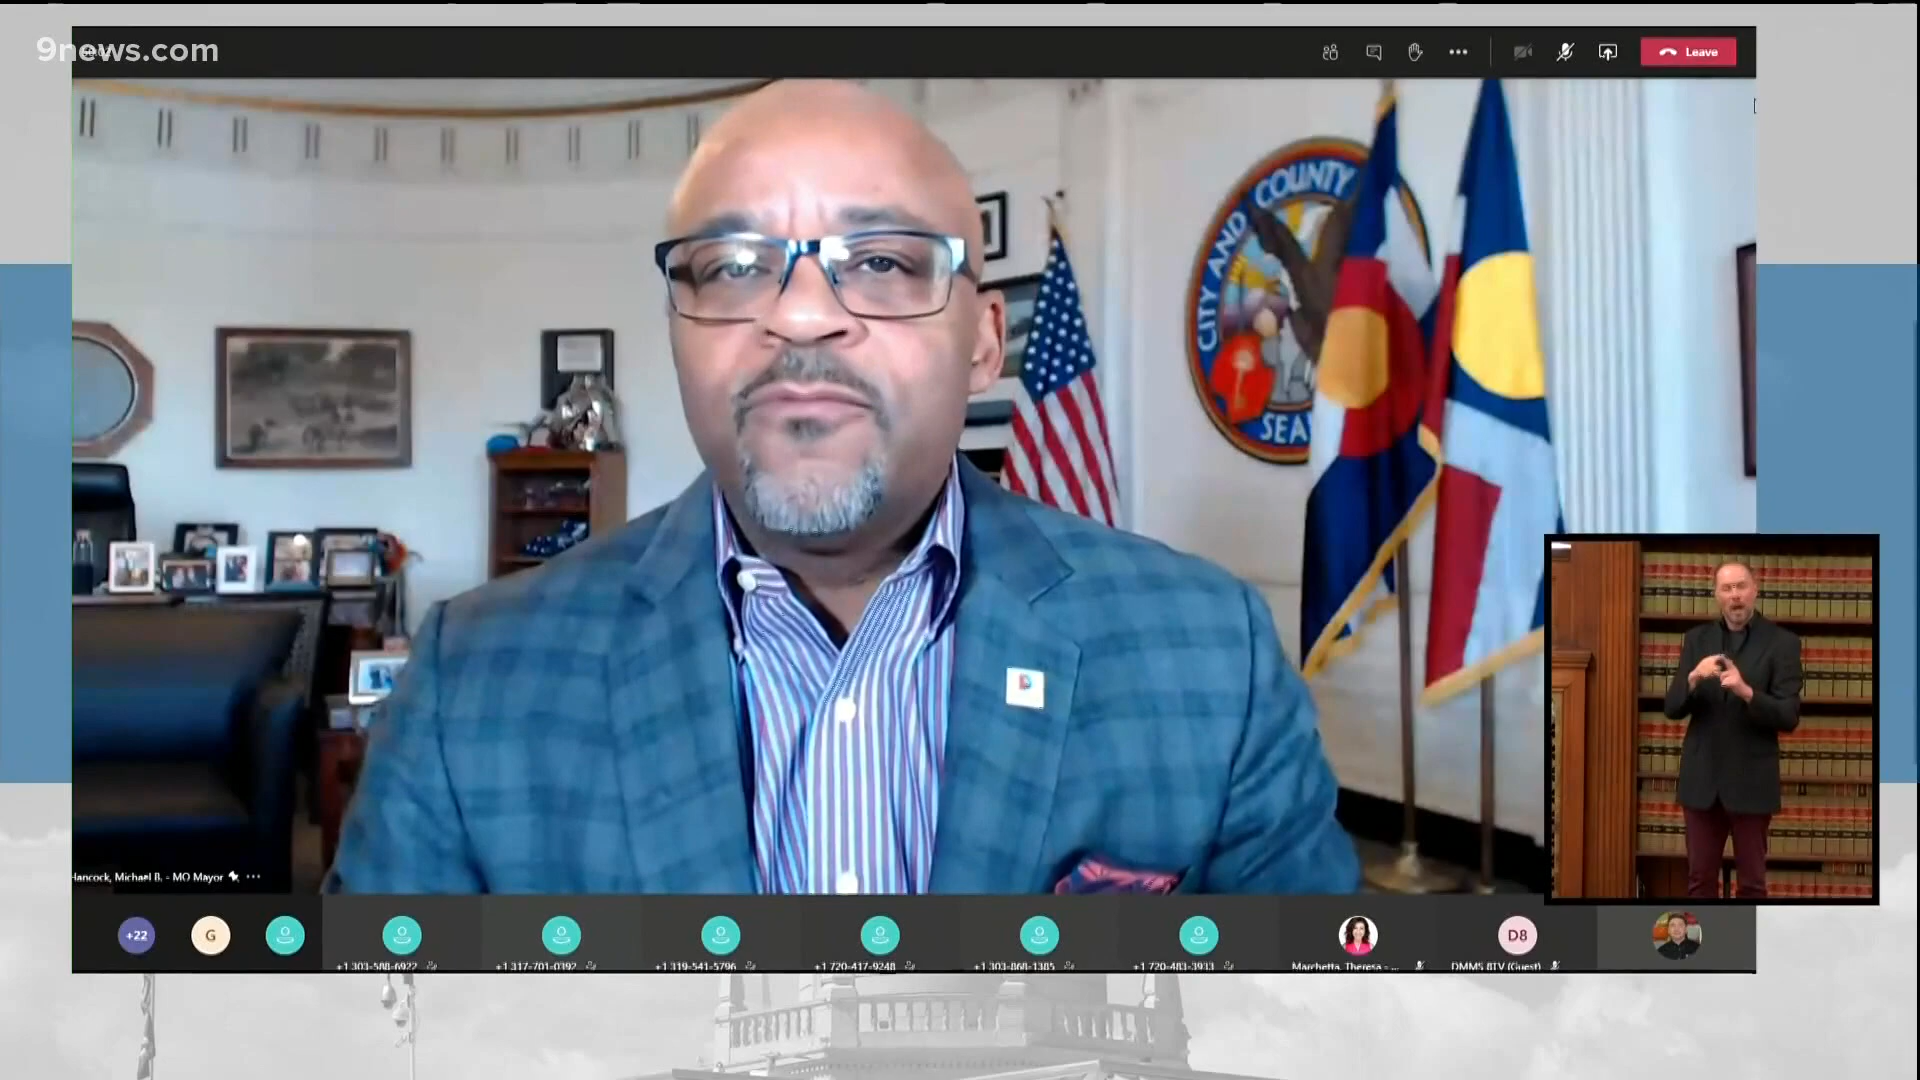 9news.com
Leave
CITY AND COUNTY
SEA
Hancock, Michael B. - MO Mayor
+22
G
D8
+1 303-588-6922
+1 317-701-0392
+1 319-541-5796
+1 720-417-9248
+1 303-868-1385
+1 720-483-3933
Marchetta, Theresa - ...
DMMS 8TV (Guest)